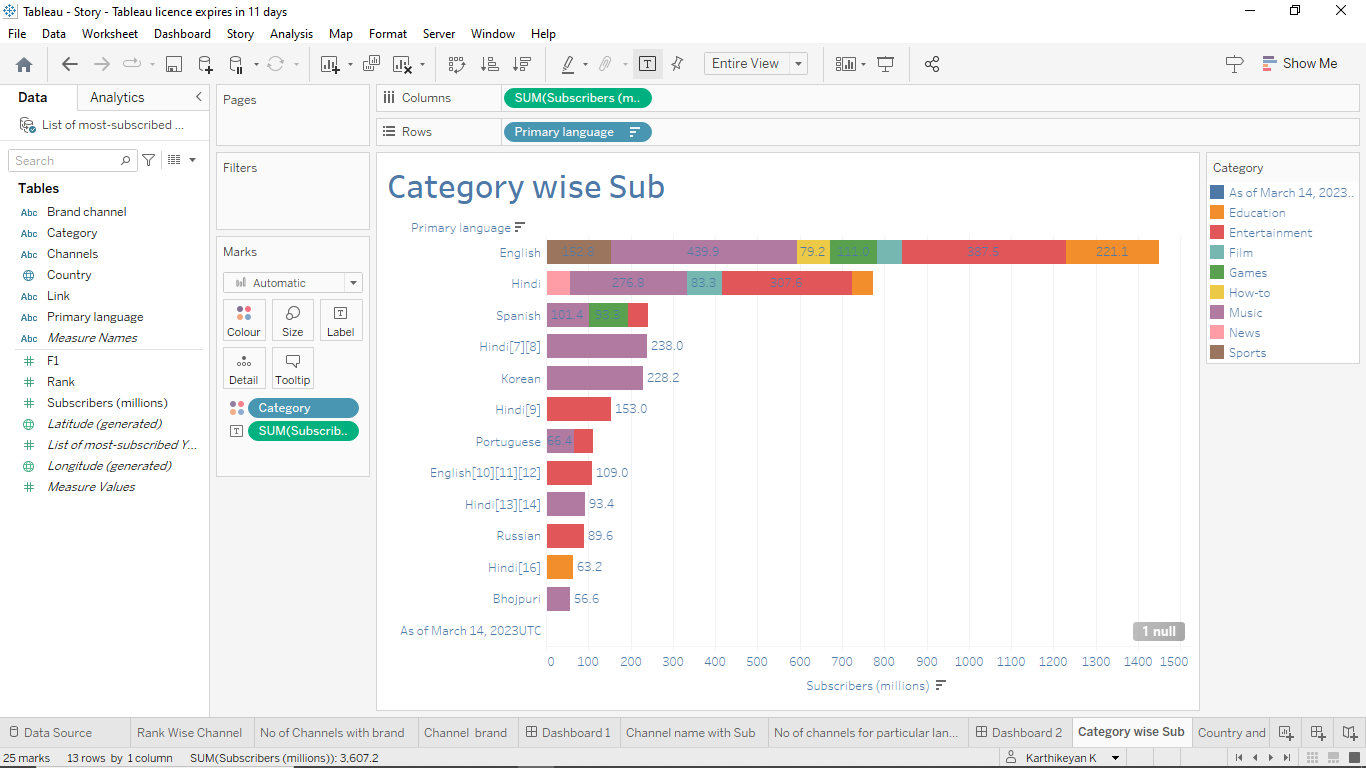 Tableau - Story - Tableau licence expires in 11 days
File Data Worksheet Dashboard Story Analysis Map Format Server Window Help
Entire View
Show Me
Data Analytics
List of most-subscribed ...
Search
Tables
Abc Brand channel
Abc Category
Abc Channels
Country
Abc Link
Abc Primary language
Abc Measure Names
F1
Rank
Subscribers (millions)
Latitude (generated)
List of most-subscribed Y...
Longitude (generated)
Measure Values
Pages
Filters
Marks
Automatic
Colour Size Label
Detail Tooltip
Category
SUM(Subscrib..
Columns SUM(Subscribers (m..
Rows Primary language
Category wise Sub
Primary language
English 152.8 439.9 79.2 111.0 387.5 221.1
Hindi 276.8 83.3 307.6
Spanish 101.4 93.3
Hindi[7][8] 238.0
Korean 228.2
Hindi[9] 153.0
Portuguese 66.4
English[10][11][12] 109.0
Hindi[13][14] 93.4
Russian 89.6
Hindi[16] 63.2
Bhojpuri 56.6
As of March 14, 2023UTC 1 null
0 100 200 300 400 500 600 700 800 900 1000 1100 1200 1300 1400 1500
Subscribers (millions)
Category
As of March 14, 2023..
Education
Entertainment
Film
Games
How-to
Music
News
Sports
Data Source Rank Wise Channel No of Channels with brand Channel brand Dashboard 1 Channel name with Sub No of channels for particular lan... Dashboard 2 Category wise Sub Country and
25 marks 13 rows by 1 column SUM(Subscribers (millions)): 3,607.2 Karthikeyan K